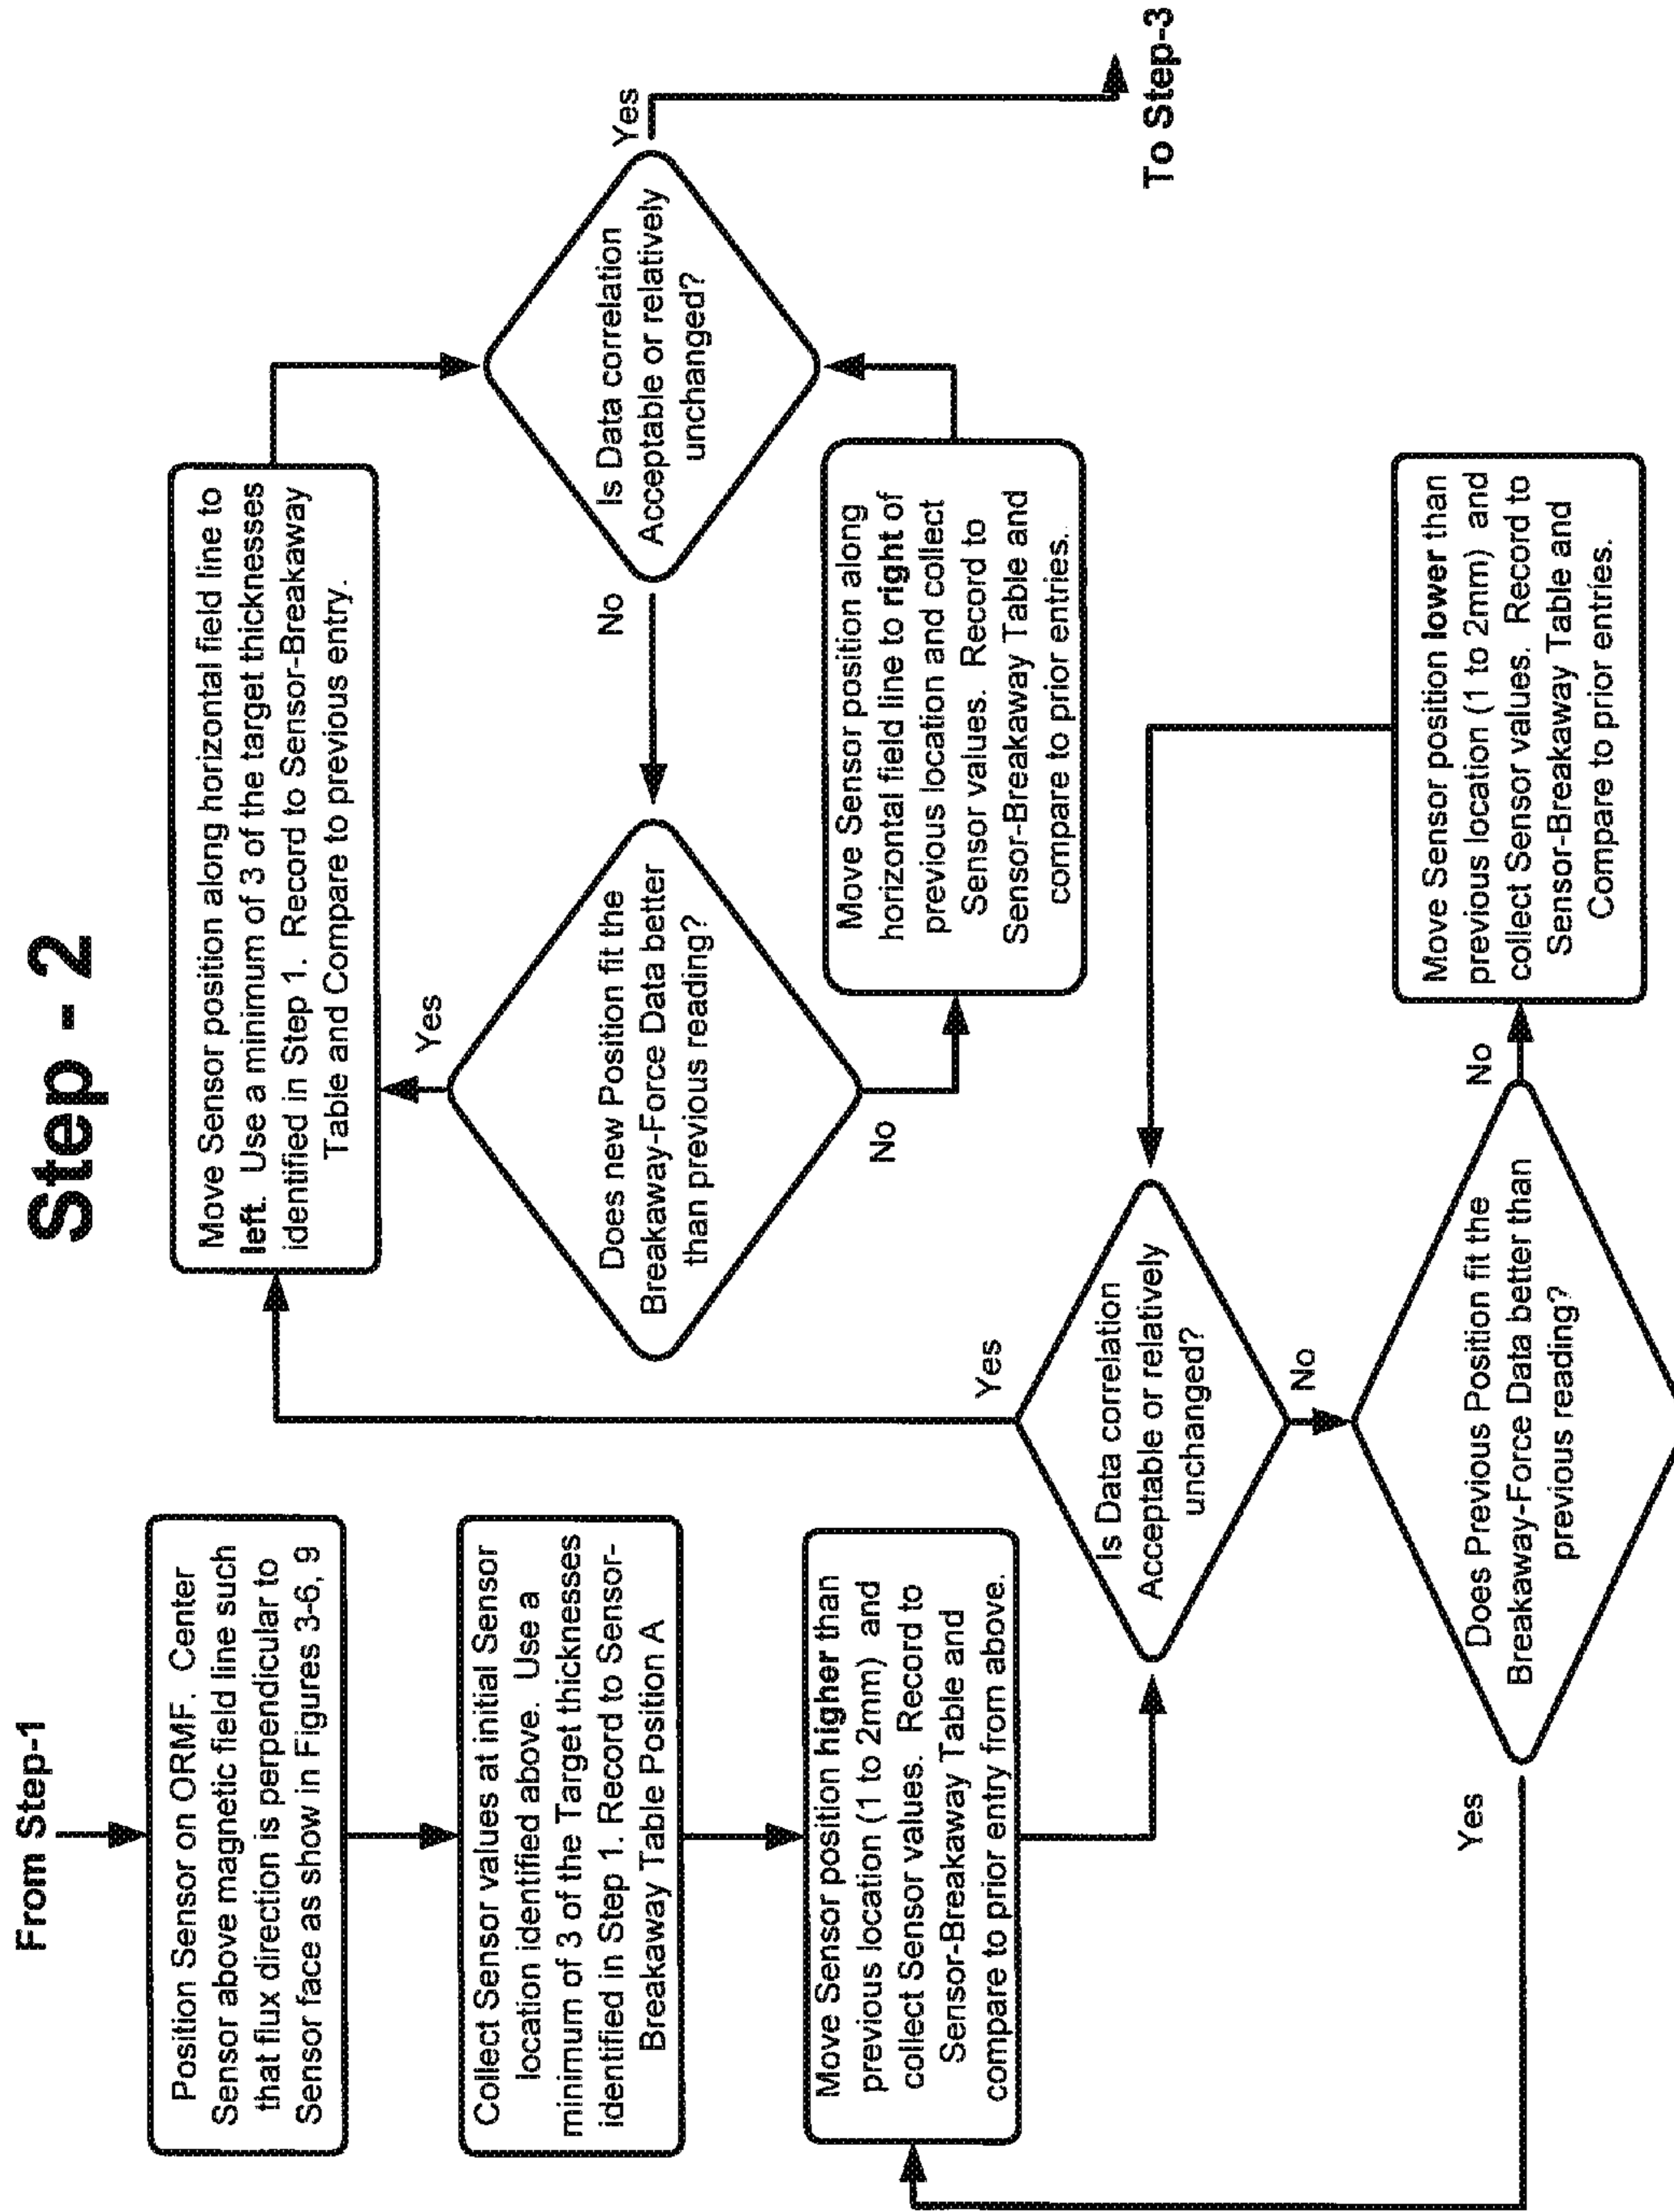 Step - 2
From Step-1
Position Sensor on ORMF.  Center
Sensor above magnetic field line such
that flux direction is perpendicular to
Sensor face as show in Figures 3-6, 9
Collect Sensor values at initial Sensor
location identified above.  Use a
minimum of 3 of the Target thicknesses
identified in Step 1. Record to Sensor-
Breakaway Table Position A
Move Sensor position higher than
previous location (1 to 2mm)  and
collect Sensor values.  Record to
Sensor-Breakaway Table and
compare to prior entry from above.
Is Data correlation
Acceptable or relatively
unchanged?
Yes
No
Does Previous Position fit the
Breakaway-Force Data better than
previous reading?
Yes
No
Move Sensor position lower than
previous location (1 to 2mm)  and
collect Sensor values.  Record to
Sensor-Breakaway Table and
Compare to prior entries.
Move Sensor position along horizontal field line to
left.  Use a minimum of 3 of the target thicknesses
identified in Step 1.  Record to Sensor-Breakaway
Table and Compare to previous entry.
Yes
Does new Position fit the
Breakaway-Force Data better
than previous reading?
No
Move Sensor position along
horizontal field line to right of
previous location and collect
Sensor values.  Record to
Sensor-Breakaway Table and
compare to prior entries.
No
Is Data correlation
Acceptable or relatively
unchanged?
Yes
To Step-3